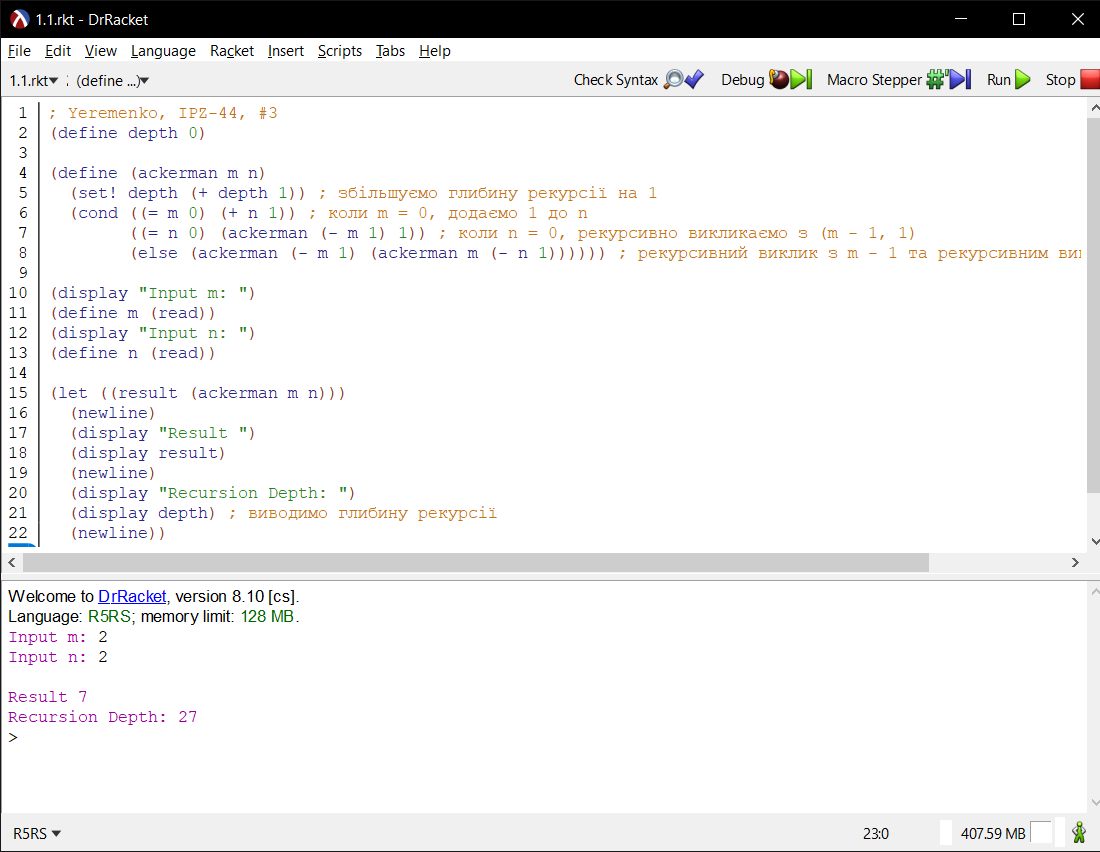 1.1.rkt - DrRacket
File Edit View Language Racket Insert Scripts Tabs Help
1.1.rkt▾ (define ...)▾ Check Syntax Debug Macro Stepper Run Stop
1 ; Yeremenko, IPZ-44, #3
2 (define depth 0)
3
4 (define (ackerman m n)
5 (set! depth (+ depth 1)) ; збільшуємо глибину рекурсії на 1
6 (cond ((= m 0) (+ n 1)) ; коли m = 0, додаємо 1 до n
7 ((= n 0) (ackerman (- m 1) 1)) ; коли n = 0, рекурсивно викликаємо з (m - 1, 1)
8 (else (ackerman (- m 1) (ackerman m (- n 1)))))) ; рекурсивний виклик з m - 1 та рекурсивним
9
10 (display "Input m: ")
11 (define m (read))
12 (display "Input n: ")
13 (define n (read))
14
15 (let ((result (ackerman m n)))
16 (newline)
17 (display "Result ")
18 (display result)
19 (newline)
20 (display "Recursion Depth: ")
21 (display depth) ; виводимо глибину рекурсії
22 (newline))
Welcome to DrRacket, version 8.10 [cs].
Language: R5RS; memory limit: 128 MB.
Input m: 2
Input n: 2
Result 7
Recursion Depth: 27
>
R5RS▾ 23:0 407.59 MB